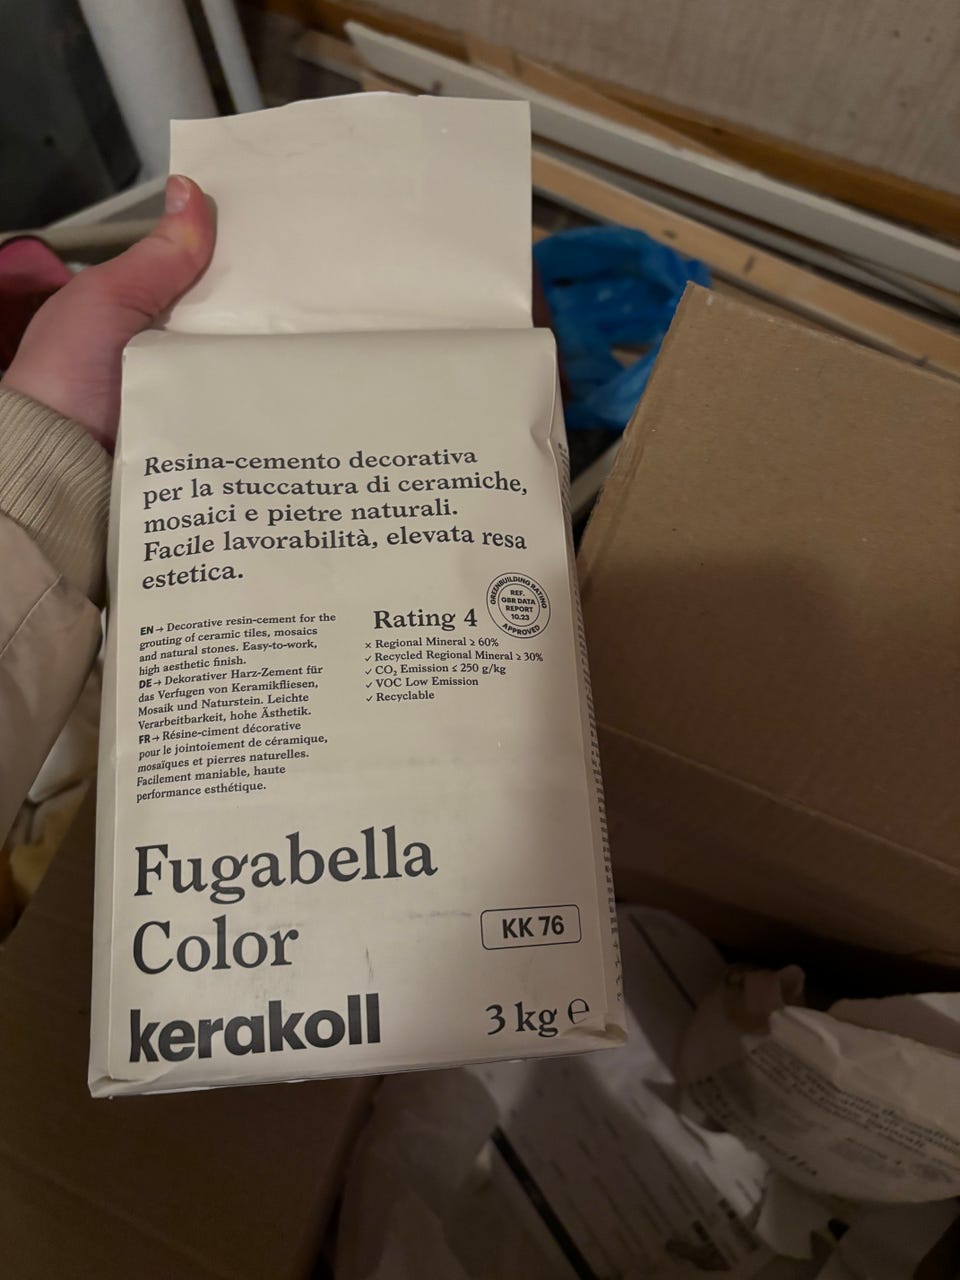 Resina-cemento decorativa
per la stuccatura di ceramiche,
mosaici e pietre naturali.
Facile lavorabilità, elevata resa
estetica.
EN → Decorative resin-cement for the
grouting of ceramic tiles, mosaics
and natural stones. Easy-to-work,
high aesthetic finish.
DE → Dekorativer Harz-Zement für
das Verfugen von Keramikfliesen,
Mosaik und Naturstein. Leichte
Verarbeitbarkeit, hohe Ästhetik.
FR → Résine-ciment décorative
pour le jointoiement de céramique,
mosaïques et pierres naturelles.
Facilement maniable, haute
performance esthétique.
GREENBUILDING RATING
REF.
GBR DATA
REPORT
10.23
APPROVED
Rating 4
× Regional Mineral ≥ 60%
✓ Recycled Regional Mineral ≥ 30%
✓ CO₂ Emission ≤ 250 g/kg
✓ VOC Low Emission
✓ Recyclable
Fugabella
Color
KK 76
kerakoll
3 kg ℮